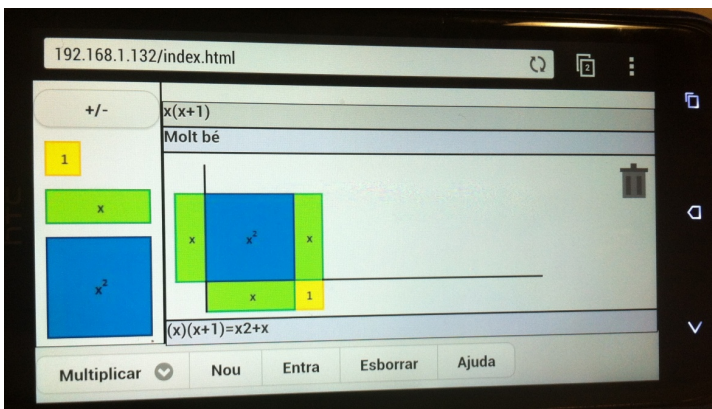 192.168.1.132/index.html
2
+/-
x(x+1)
Molt bé
1
x
x²
x
x²
x
x
1
(x)(x+1)=x2+x
Multiplicar
Nou
Entra
Esborrar
Ajuda